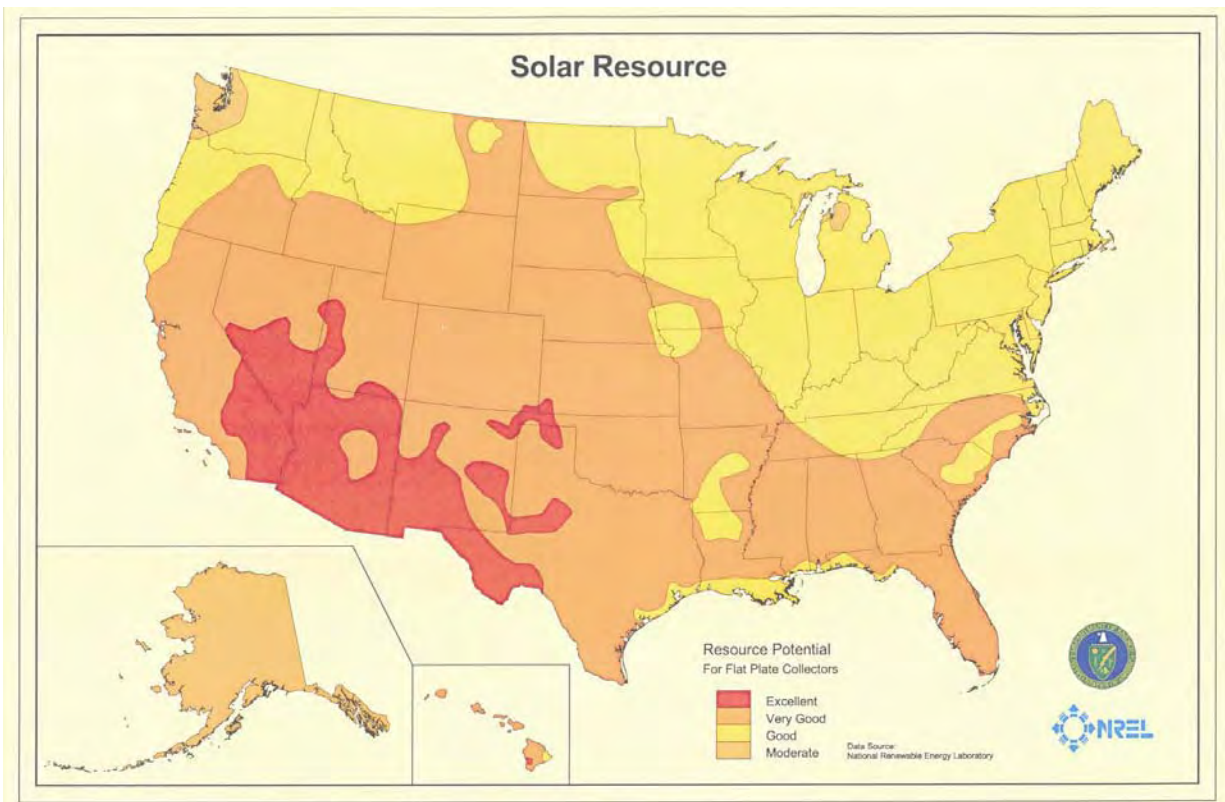 Solar Resource
Resource Potential
For Flat Plate Collectors
Excellent
Very Good
Good
Moderate
Data Source:
National Renewable Energy Laboratory
NREL